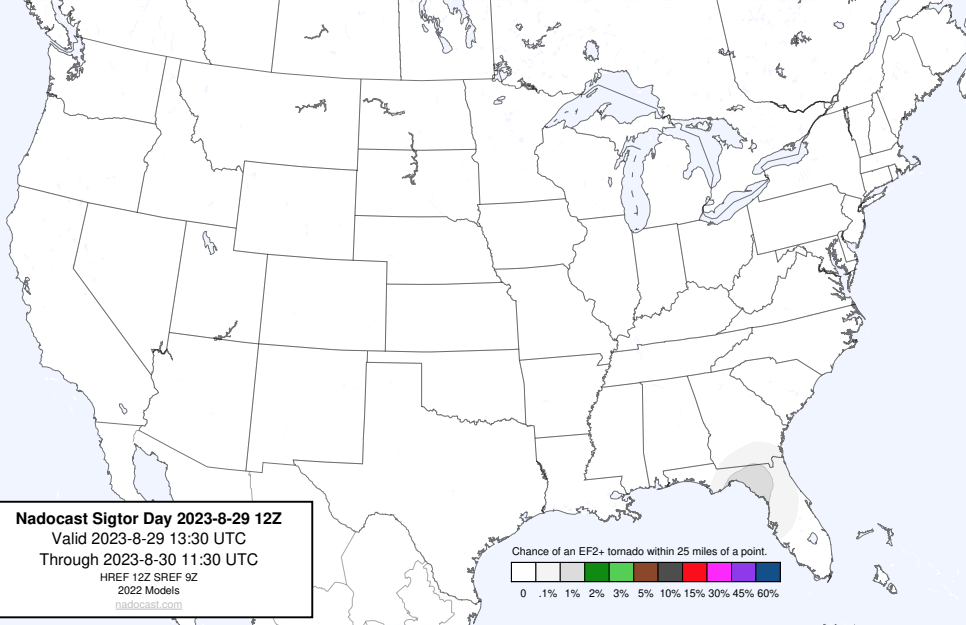 Nadocast Sigtor Day 2023-8-29 12Z
Valid 2023-8-29 13:30 UTC
Through 2023-8-30 11:30 UTC
HREF 12Z SREF 9Z
2022 Models
nadocast.com
Chance of an EF2+ tornado within 25 miles of a point.
0 .1% 1% 2% 3% 5% 10% 15% 30% 45% 60%